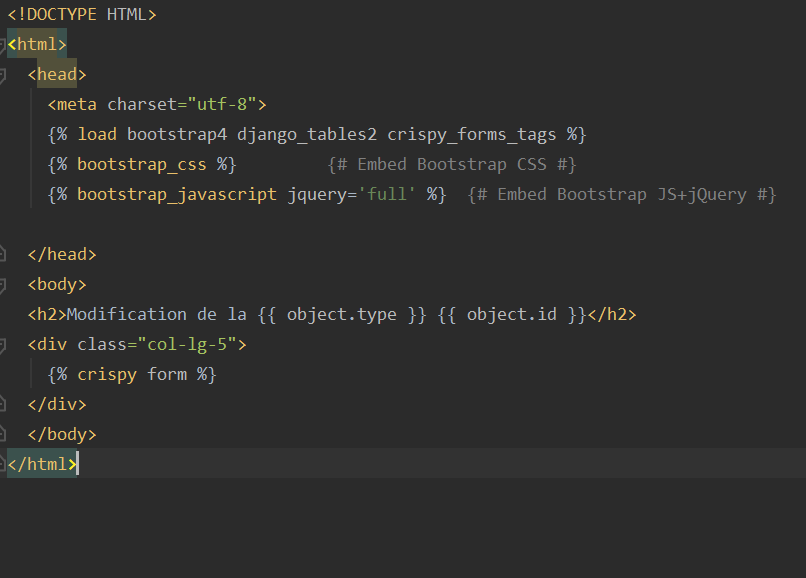 <!DOCTYPE HTML>
<html>
<head>
<meta charset="utf-8">
{% load bootstrap4 django_tables2 crispy_forms_tags %}
{% bootstrap_css %}         {# Embed Bootstrap CSS #}
{% bootstrap_javascript jquery='full' %}  {# Embed Bootstrap JS+jQuery #}
</head>
<body>
<h2>Modification de la {{ object.type }} {{ object.id }}</h2>
<div class="col-lg-5">
{% crispy form %}
</div>
</body>
</html>